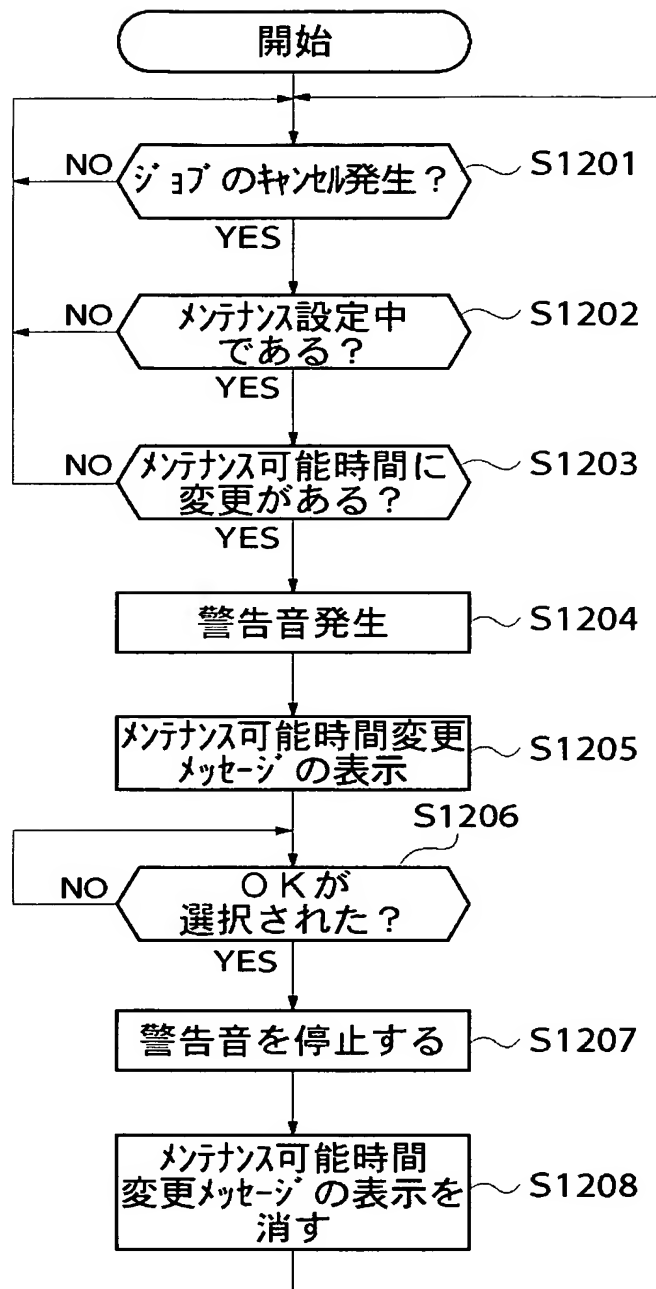 開始
ジョブのキャンセル発生？
S1201
NO
YES
メンテナンス設定中
である？
S1202
NO
YES
メンテナンス可能時間に
変更がある？
S1203
NO
YES
警告音発生
S1204
メンテナンス可能時間変更
メッセージの表示
S1205
S1206
OKが
選択された？
NO
YES
警告音を停止する
S1207
メンテナンス可能時間
変更メッセージの表示を
消す
S1208